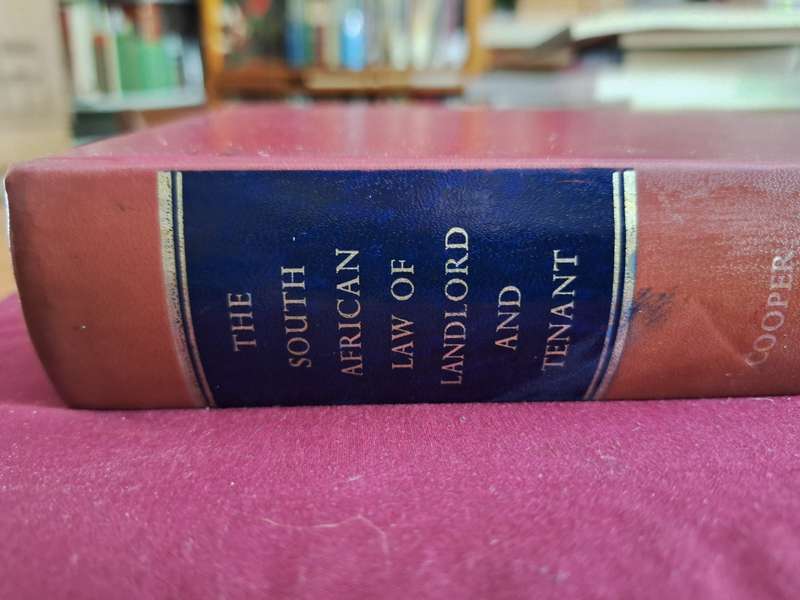 THE
SOUTH
AFRICAN
LAW OF
LANDLORD
AND
TENANT
COOPER